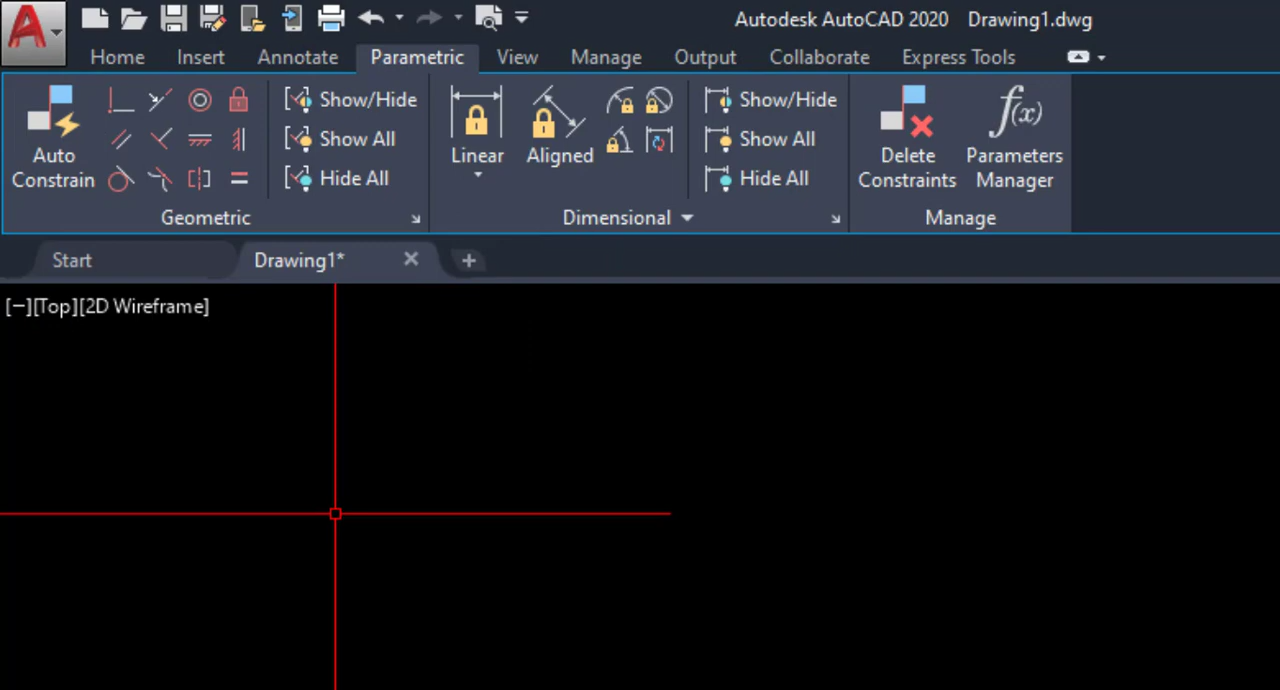 Autodesk AutoCAD 2020 Drawing1.dwg
Home Insert Annotate Parametric View Manage Output Collaborate Express Tools
Auto Constrain
Show/Hide
Show All
Hide All
Geometric
Linear
Aligned
Show/Hide
Show All
Hide All
Dimensional
Delete Constraints
f(x)
Parameters Manager
Manage
Start
Drawing1*
[−][Top][2D Wireframe]